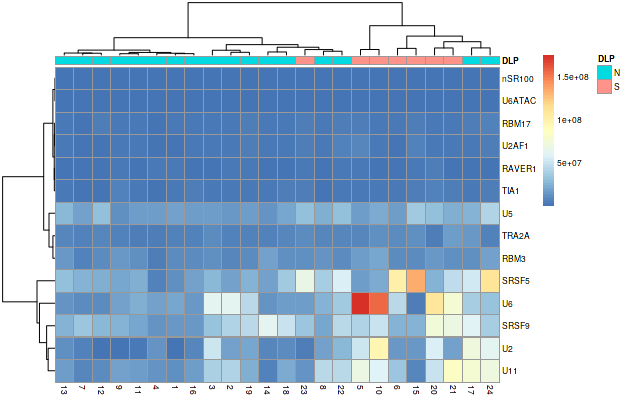 DLP
nSR100
U6ATAC
RBM17
U2AF1
RAVER1
TIA1
U5
TRA2A
RBM3
SRSF5
U6
SRSF9
U2
U11
13 7 12 9 11 4 1 16 3 2 19 14 18 23 8 22 5 10 6 15 20 21 17 24
1.5e+08
1e+08
5e+07
DLP
N
S